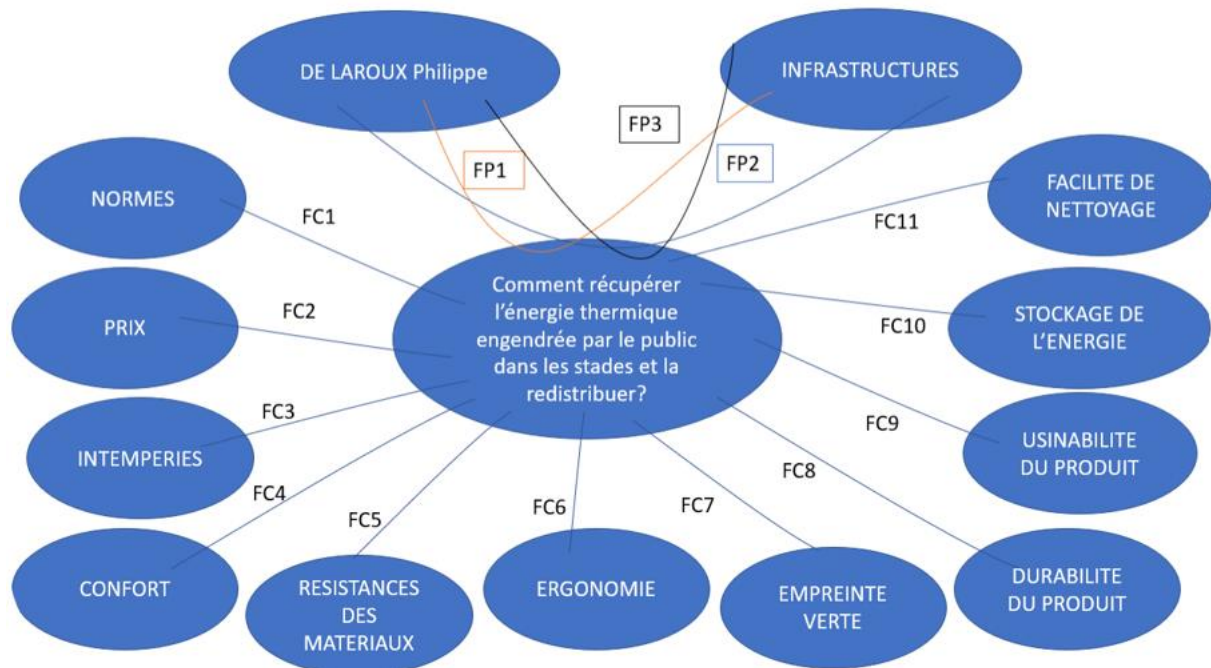 DE LAROUX Philippe
INFRASTRUCTURES
FP3
FP1
FP2
NORMES
FC1
FACILITE DE
NETTOYAGE
FC11
PRIX
FC2
Comment récupérer
l’énergie thermique
engendrée par le public
dans les stades et la
redistribuer?
STOCKAGE DE
L’ENERGIE
FC10
INTEMPERIES
FC3
FC9
USINABILITE
DU PRODUIT
FC4
FC5
FC6
FC7
FC8
CONFORT
RESISTANCES
DES
MATERIAUX
ERGONOMIE
EMPREINTE
VERTE
DURABILITE
DU PRODUIT